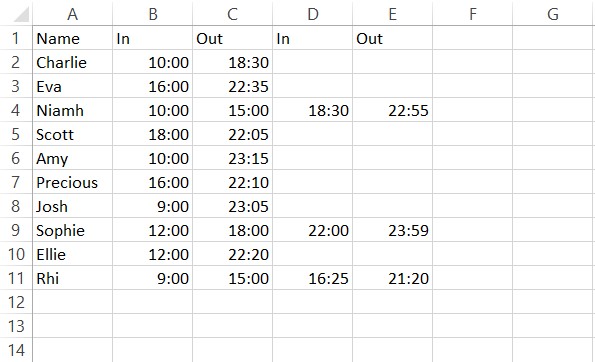 A B C D E F G
1 Name In Out In Out
2 Charlie 10:00 18:30
3 Eva 16:00 22:35
4 Niamh 10:00 15:00 18:30 22:55
5 Scott 18:00 22:05
6 Amy 10:00 23:15
7 Precious 16:00 22:10
8 Josh 9:00 23:05
9 Sophie 12:00 18:00 22:00 23:59
10 Ellie 12:00 22:20
11 Rhi 9:00 15:00 16:25 21:20
12
13
14